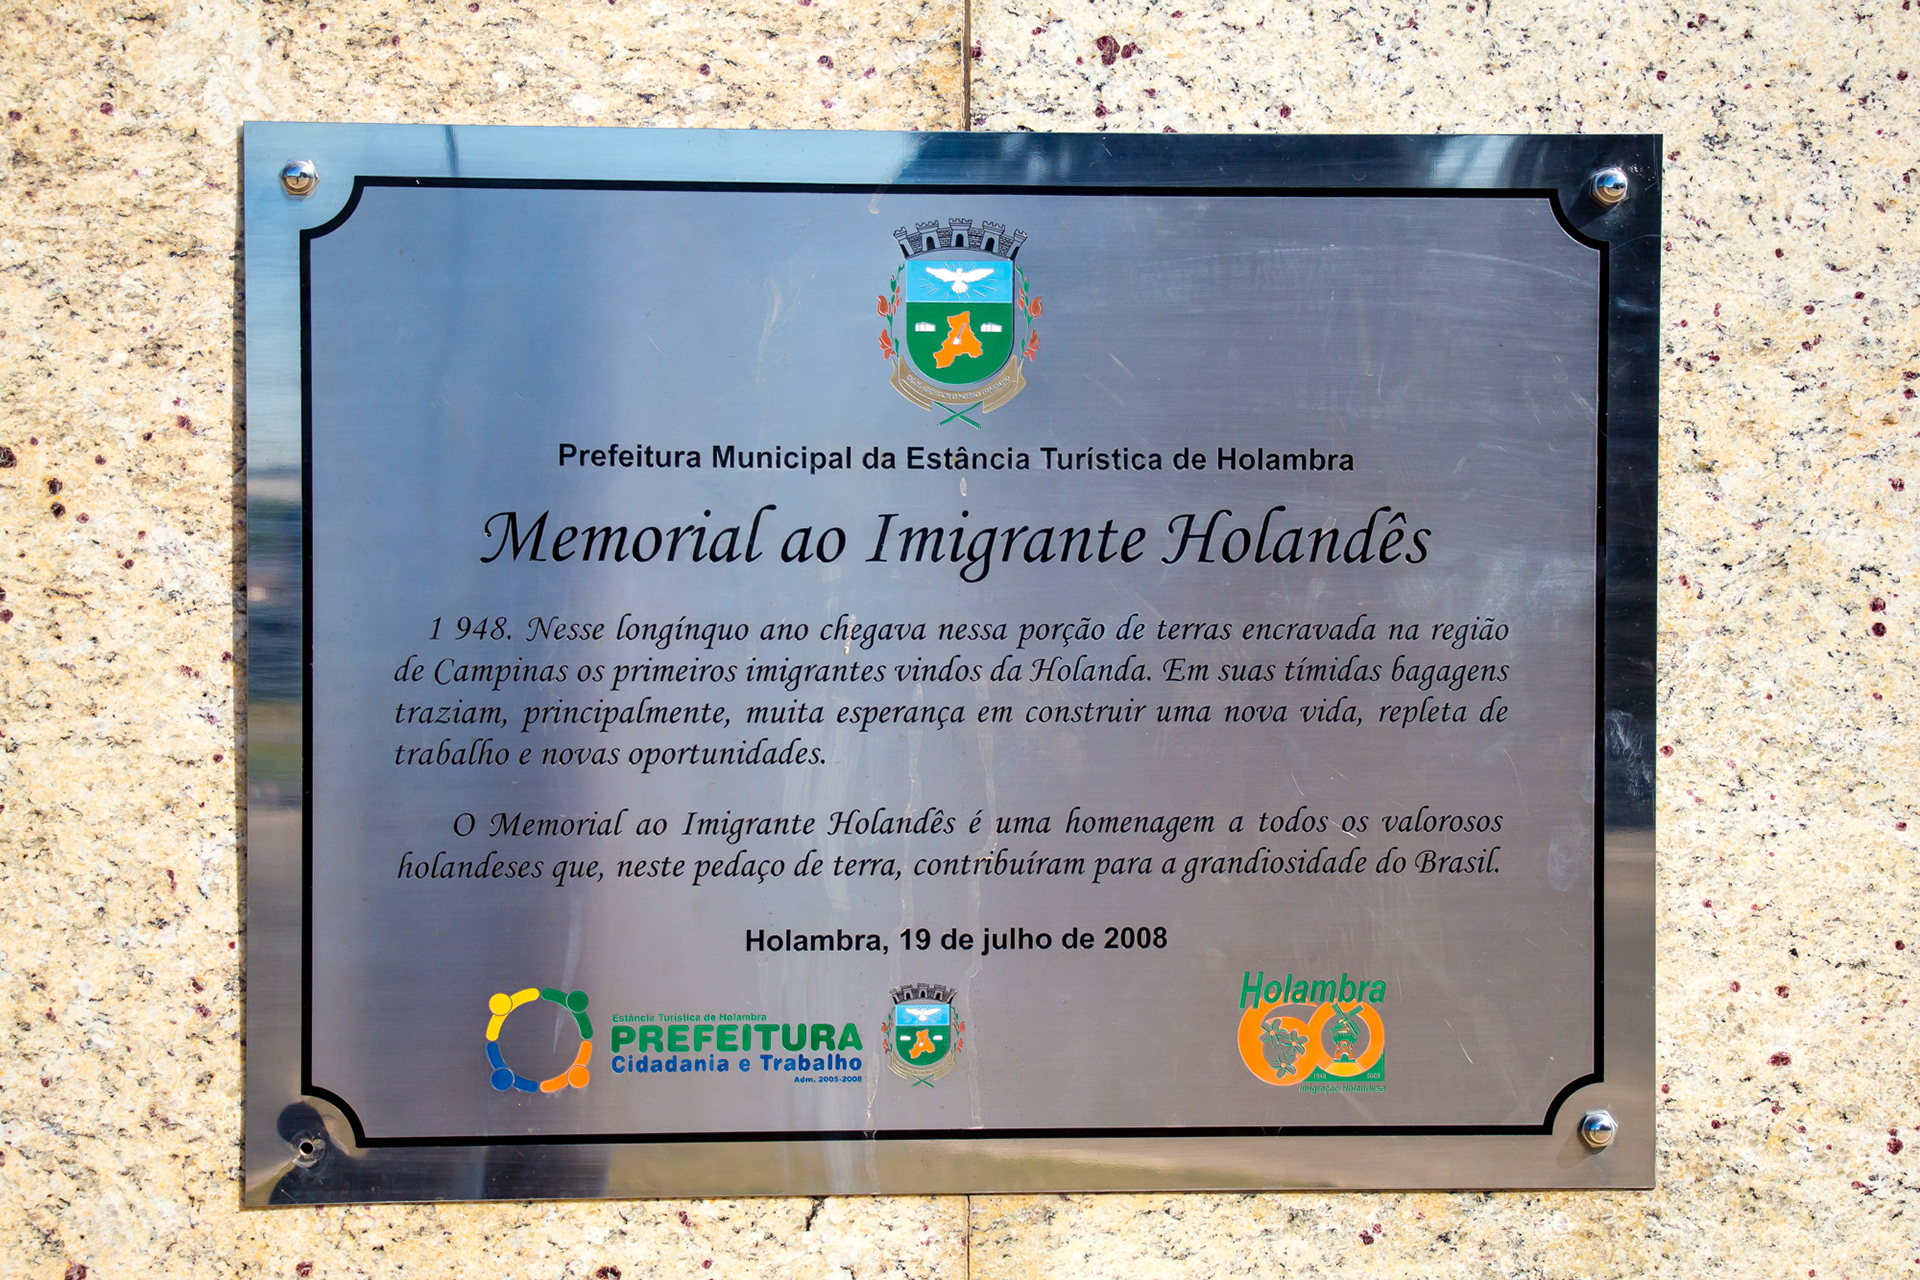 Prefeitura Municipal da Estância Turística de Holambra
Memorial ao Imigrante Holandês
1 948. Nesse longínquo ano chegava nessa porção de terras encravada na região
de Campinas os primeiros imigrantes vindos da Holanda. Em suas tímidas bagagens
traziam, principalmente, muita esperança em construir uma nova vida, repleta de
trabalho e novas oportunidades.
O Memorial ao Imigrante Holandês é uma homenagem a todos os valorosos
holandeses que, neste pedaço de terra, contribuíram para a grandiosidade do Brasil.
Holambra, 19 de julho de 2008
Estância Turística de Holambra
PREFEITURA
Cidadania e Trabalho
Adm. 2005-2008
Holambra
60
1948 2008
Imigração Holandesa